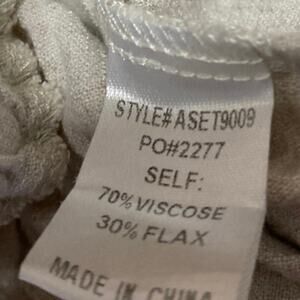 STYLE#ASET9009
PO#2277
SELF:
70%VISCOSE
30%FLAX
MADE IN CHINA